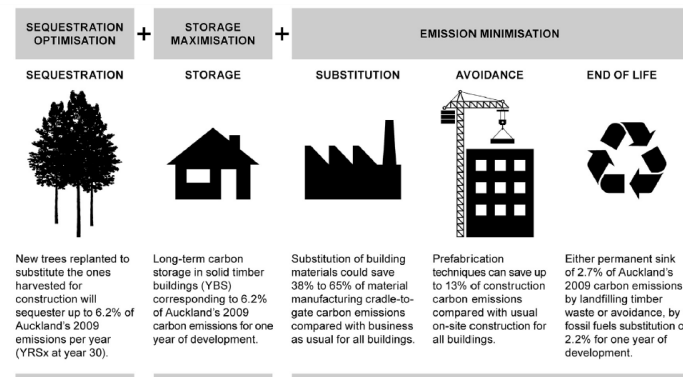 SEQUESTRATION
OPTIMISATION
+
STORAGE
MAXIMISATION
+
EMISSION MINIMISATION
SEQUESTRATION
STORAGE
SUBSTITUTION
AVOIDANCE
END OF LIFE
New trees replanted to
substitute the ones
harvested for
construction will
sequester up to 6.2% of
Auckland's 2009
emissions per year
(YRSx at year 30).
Long-term carbon
storage in solid timber
buildings (YBS)
corresponding to 6.2%
of Auckland's 2009
carbon emissions for one
year of development.
Substitution of building
materials could save
38% to 65% of material
manufacturing cradle-to-
gate carbon emissions
compared with business
as usual for all buildings.
Prefabrication
techniques can save up
to 13% of construction
carbon emissions
compared with usual
on-site construction for
all buildings.
Either permanent sink
of 2.7% of Auckland's
2009 carbon emissions
by landfilling timber
waste or avoidance, by
fossil fuels substitution o
2.2% for one year of
development.